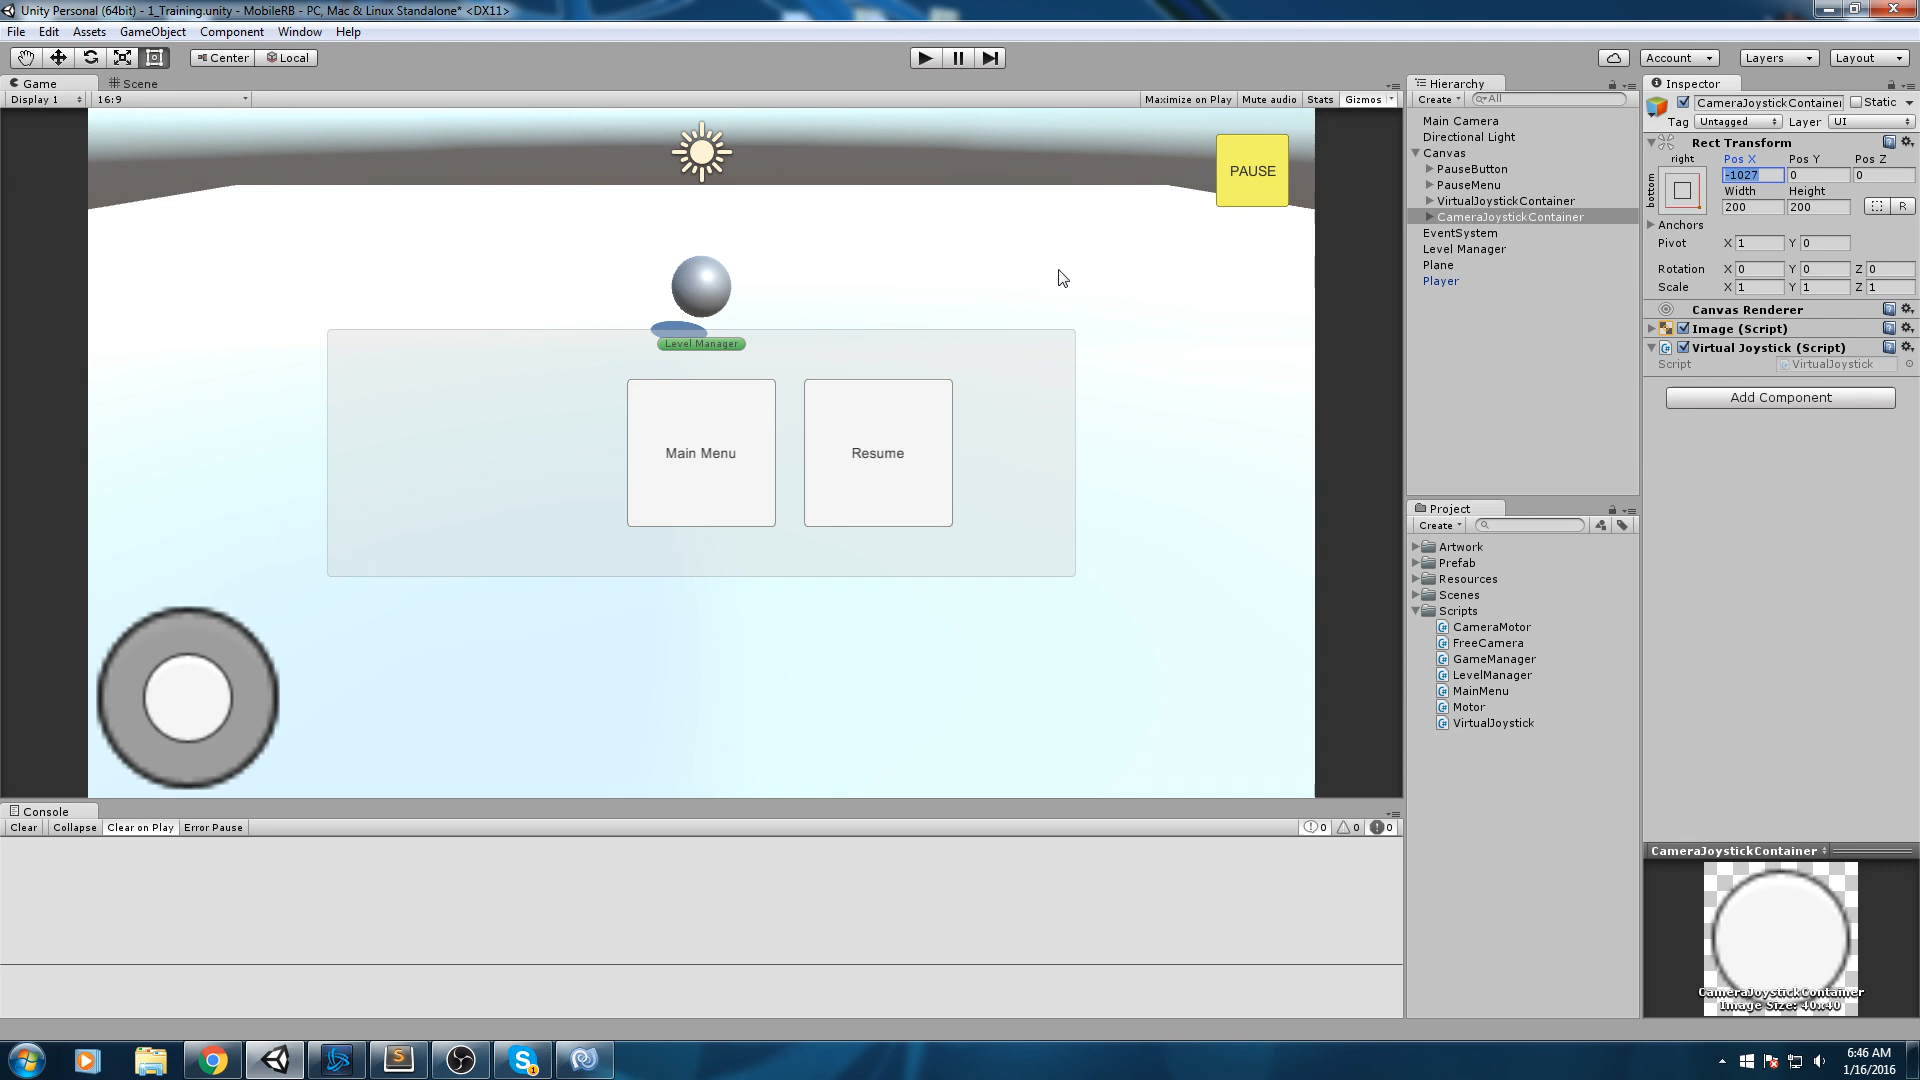 Unity Personal (64bit) - 1_Training.unity - MobileRB - PC, Mac & Linux Standalone* <DX11>
File Edit Assets GameObject Component Window Help
Center Local Account Layers Layout
Game Scene
Display 1 16:9 Maximize on Play Mute audio Stats Gizmos
PAUSE
Level Manager
Main Menu Resume
Console
Clear Collapse Clear on Play Error Pause 0 0 0
Hierarchy
Create All
Main Camera
Directional Light
Canvas
PauseButton
PauseMenu
VirtualJoystickContainer
CameraJoystickContainer
EventSystem
Level Manager
Plane
Player
Project
Create
Artwork
Prefab
Resources
Scenes
Scripts
CameraMotor
FreeCamera
GameManager
LevelManager
MainMenu
Motor
VirtualJoystick
Inspector
CameraJoystickContainer Static
Tag Untagged Layer UI
Rect Transform
right Pos X Pos Y Pos Z
bottom -1027 0 0
Width Height
200 200 R
Anchors
Pivot X 1 Y 0
Rotation X 0 Y 0 Z 0
Scale X 1 Y 1 Z 1
Canvas Renderer
Image (Script)
Virtual Joystick (Script)
Script VirtualJoystick
Add Component
CameraJoystickContainer
CameraJoystickContainer
Image Size: 40x40
S S 1
6:46 AM
1/16/2016